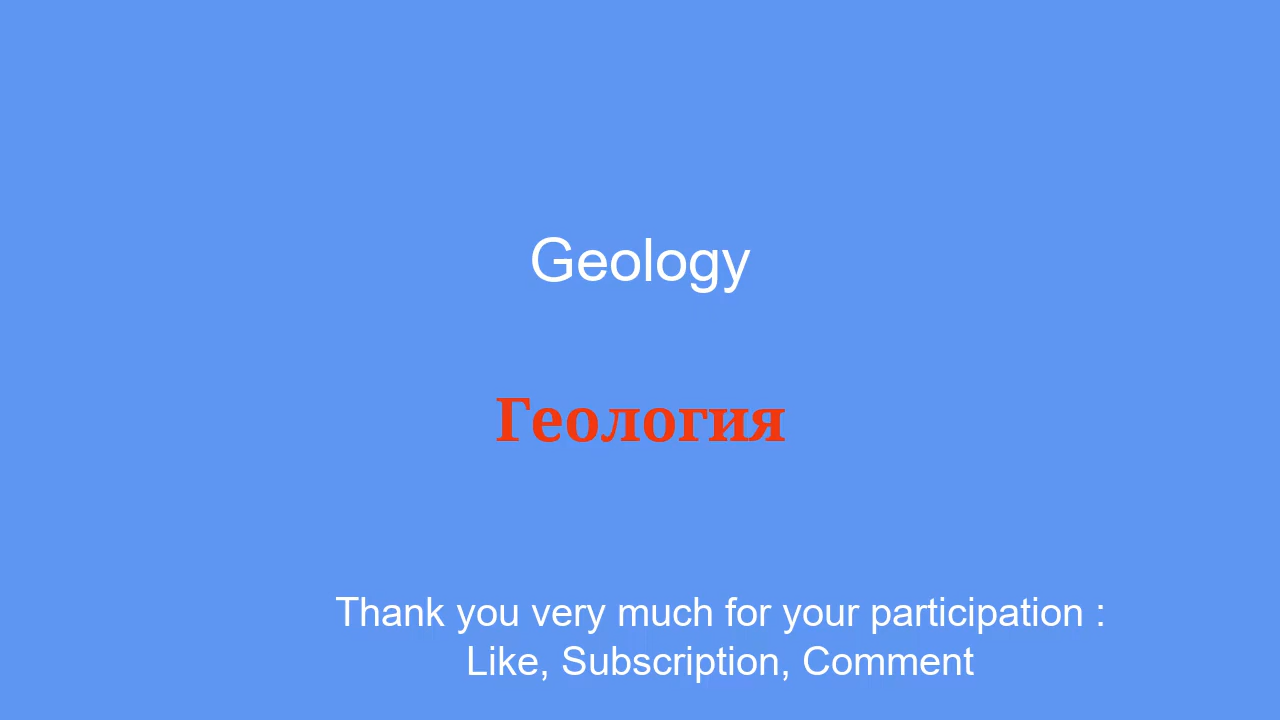 Geology
Геология
Thank you very much for your participation :
Like, Subscription, Comment